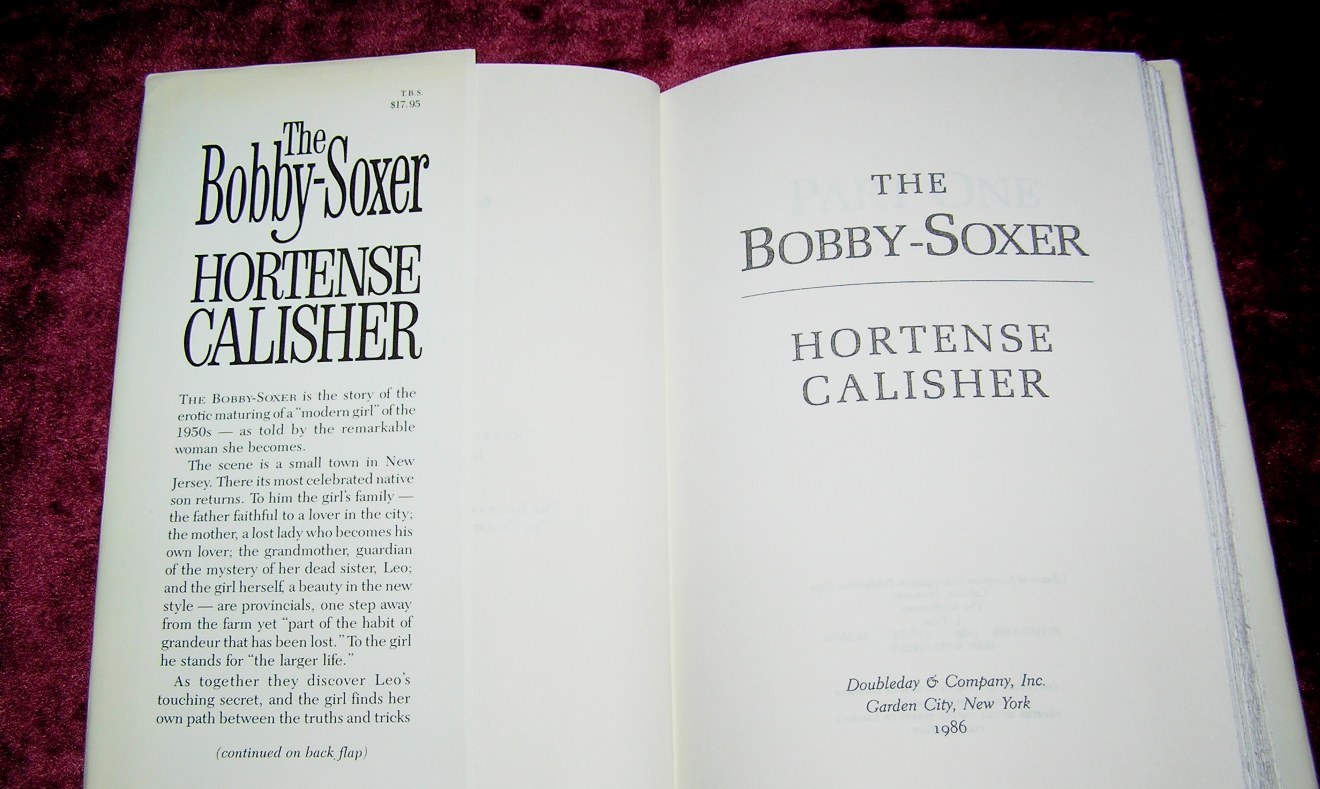 T.B.S.
$17.95
The
Bobby-Soxer
HORTENSE
CALISHER
THE BOBBY-SOXER is the story of the
erotic maturing of a "modern girl" of the
1950s — as told by the remarkable
woman she becomes.
The scene is a small town in New
Jersey. There its most celebrated native
son returns. To him the girl's family —
the father faithful to a lover in the city;
the mother, a lost lady who becomes his
own lover; the grandmother, guardian
of the mystery of her dead sister, Leo;
and the girl herself, a beauty in the new
style — are provincials, one step away
from the farm yet "part of the habit of
grandeur that has been lost." To the girl
he stands for "the larger life."
As together they discover Leo's
touching secret, and the girl finds her
own path between the truths and tricks
(continued on back flap)
PART ONE
THE
BOBBY-SOXER
HORTENSE
CALISHER
Doubleday & Company, Inc.
Garden City, New York
1986